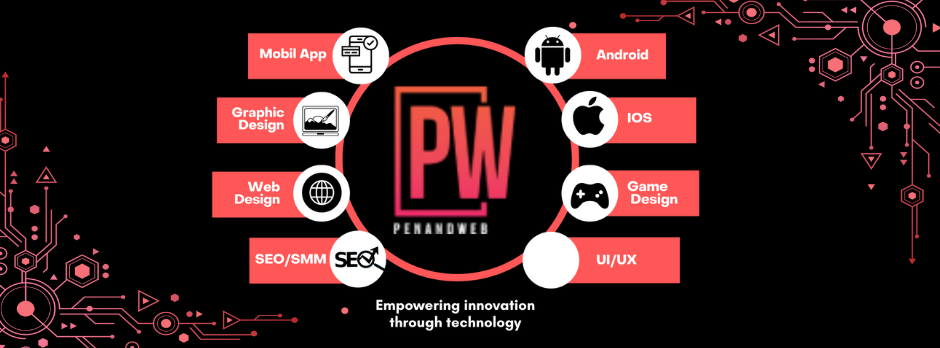 Mobil App
Graphic
Design
Web
Design
SEO/SMM
SEO
PW
PENANDWEB
Android
IOS
Game
Design
UI/UX
Empowering innovation
through technology